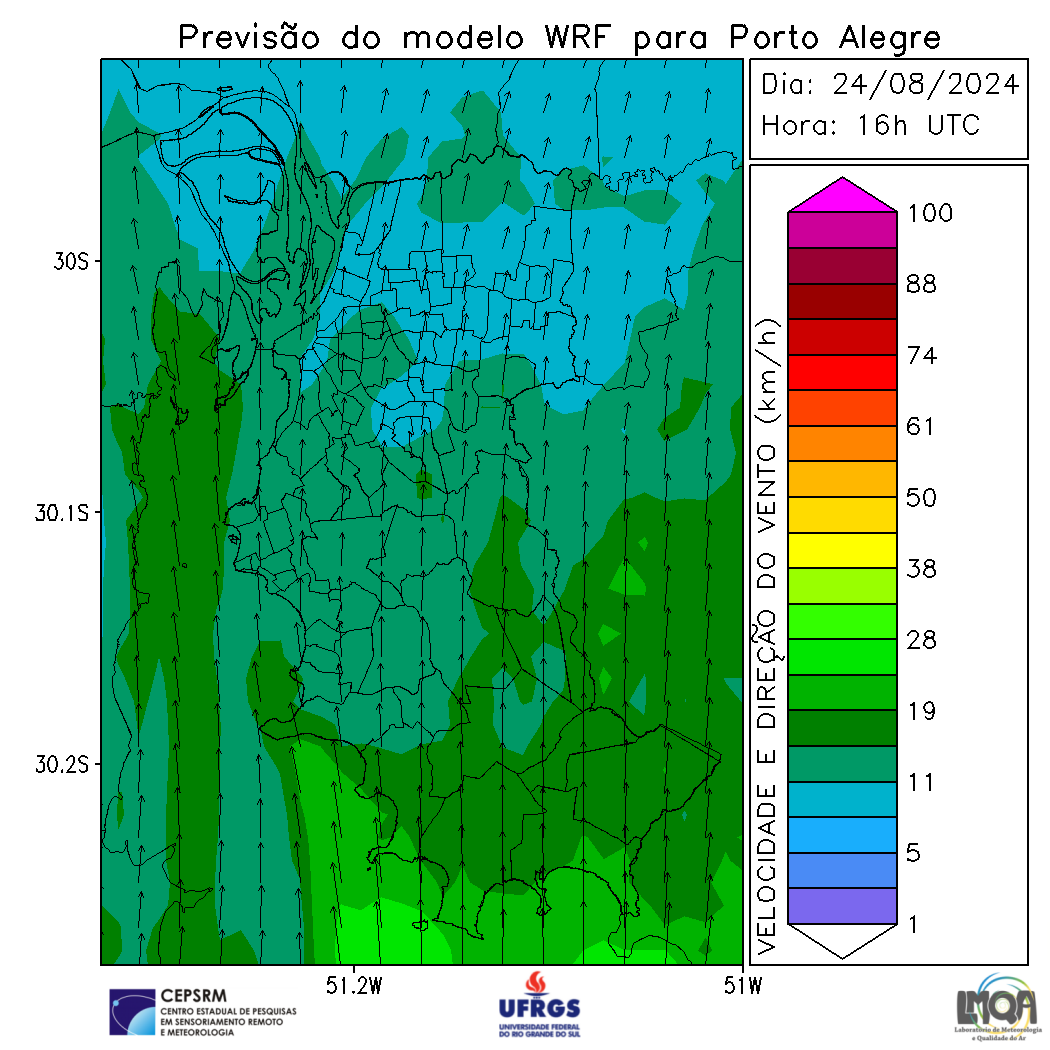 Previsão do modelo WRF para Porto Alegre
Dia: 24/08/2024
Hora: 16h UTC
30S
30.1S
30.2S
51.2W
51W
VELOCIDADE E DIREÇÃO DO VENTO (km/h)
100
88
74
61
50
38
28
19
11
5
1
CEPSRM
CENTRO ESTADUAL DE PESQUISAS
EM SENSORIAMENTO REMOTO
E METEOROLOGIA
UFRGS
UNIVERSIDADE FEDERAL
DO RIO GRANDE DO SUL
LMQA
Laboratório de Meteorologia
e Qualidade do Ar